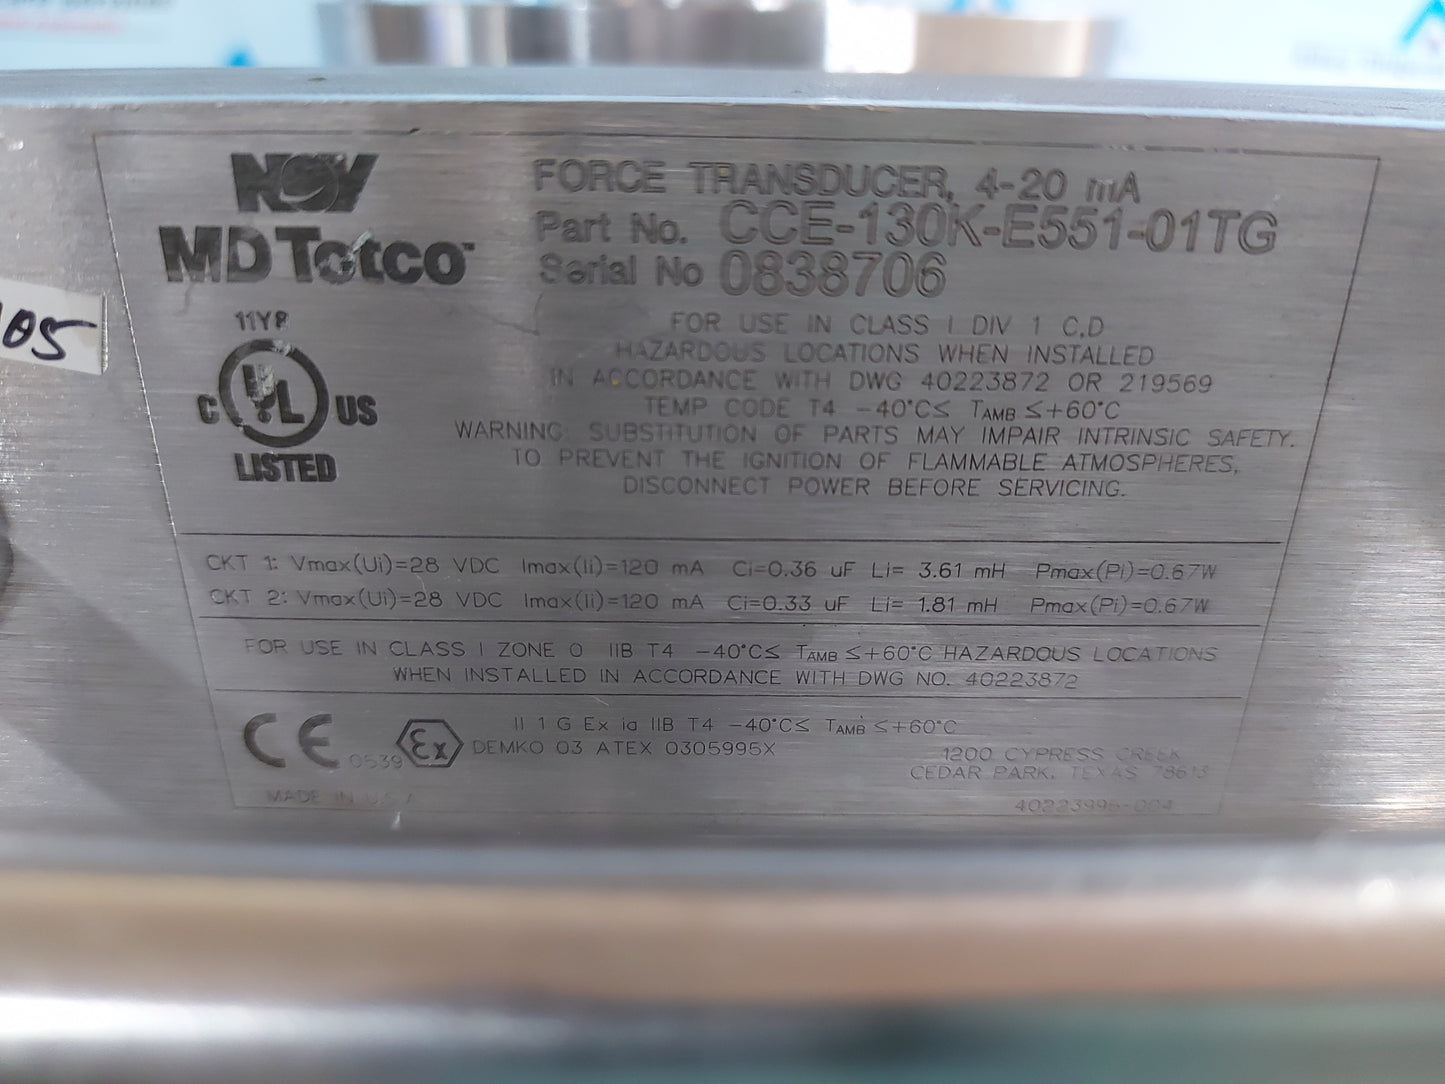 NOV
MD Totco™
FORCE TRANSDUCER, 4-20 mA
Part No. CCE-130K-E551-01TG
Serial No 0838706
05
11Y8
C UL US
LISTED
FOR USE IN CLASS I DIV 1 C,D
HAZARDOUS LOCATIONS WHEN INSTALLED
IN ACCORDANCE WITH DWG 40223872 OR 219569
TEMP CODE T4 -40°C≤ TAMB ≤+60°C
WARNING: SUBSTITUTION OF PARTS MAY IMPAIR INTRINSIC SAFETY.
TO PREVENT THE IGNITION OF FLAMMABLE ATMOSPHERES,
DISCONNECT POWER BEFORE SERVICING.
CKT 1: Vmax(Ui)=28 VDC Imax(Ii)=120 mA Ci=0.36 uF Li= 3.61 mH Pmax(Pi)=0.67W
CKT 2: Vmax(Ui)=28 VDC Imax(Ii)=120 mA Ci=0.33 uF Li= 1.81 mH Pmax(Pi)=0.67W
FOR USE IN CLASS I ZONE 0 IIB T4 -40°C≤ TAMB ≤+60°C HAZARDOUS LOCATIONS
WHEN INSTALLED IN ACCORDANCE WITH DWG NO. 40223872
CE 0539 Ex
II 1 G Ex ia IIB T4 -40°C≤ TAMB ≤+60°C
DEMKO 03 ATEX 0305995X
1200 CYPRESS CREEK
CEDAR PARK, TEXAS 78613
MADE IN
40223996-004